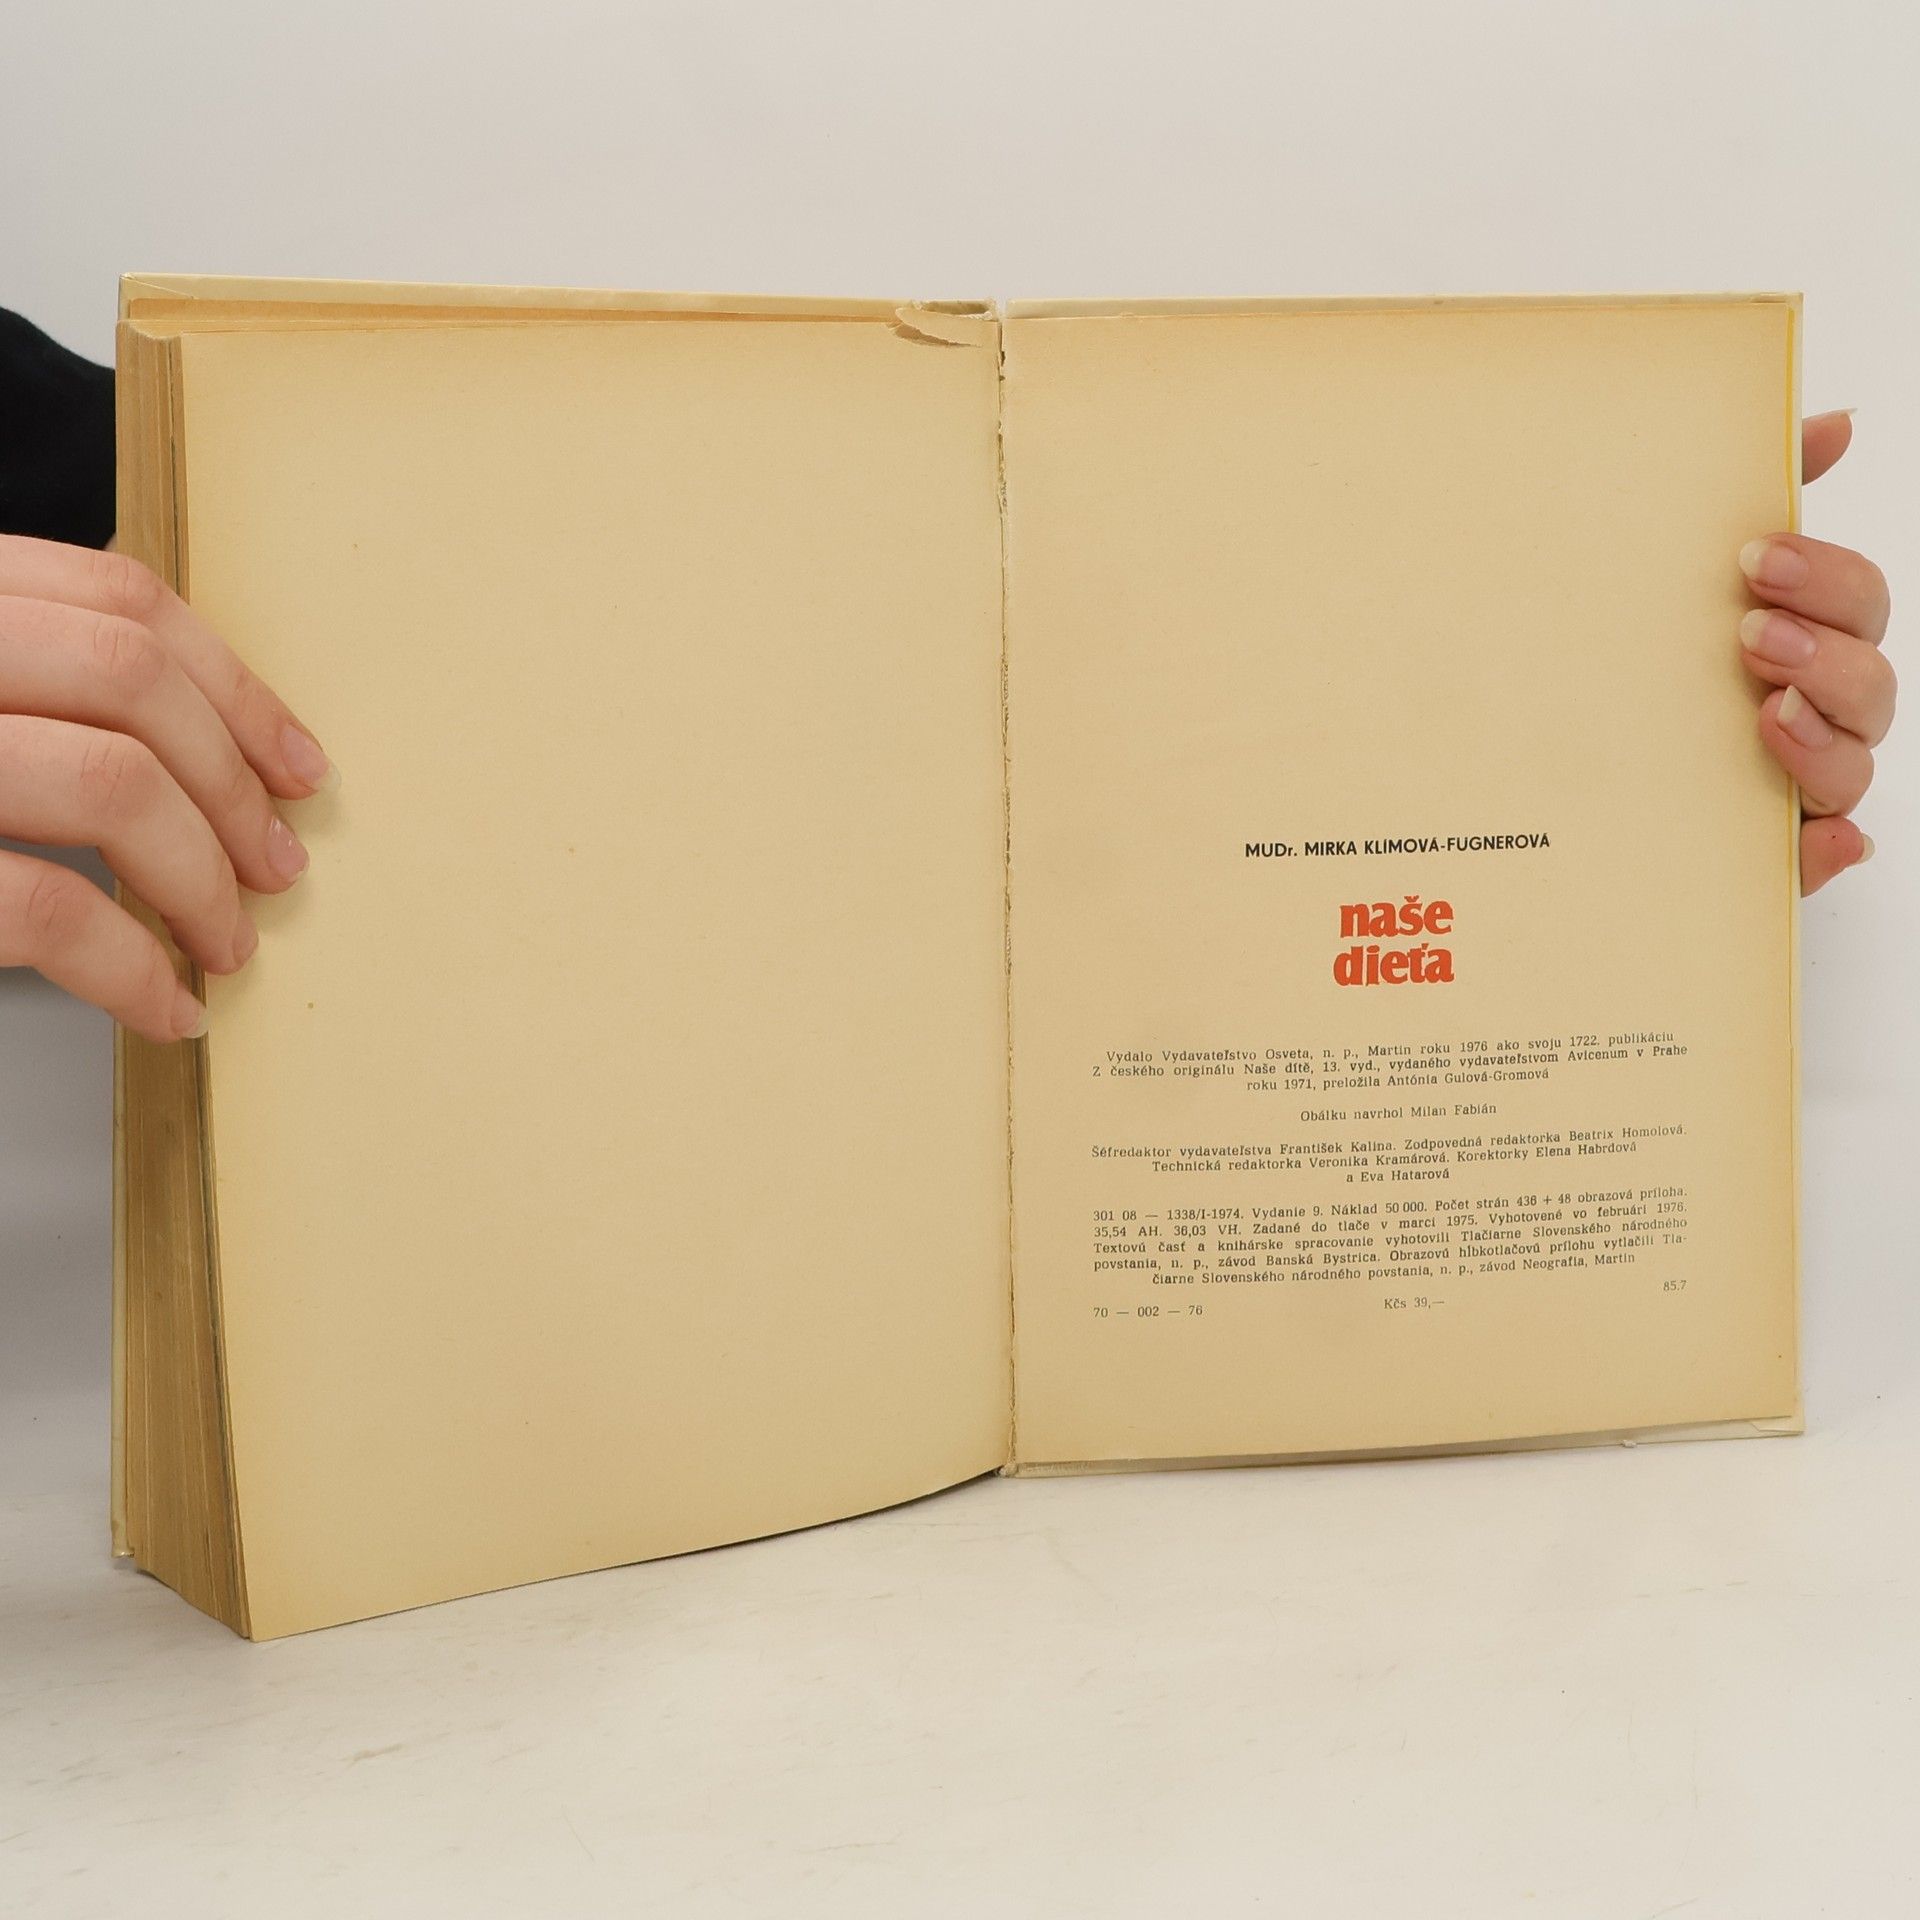 MUDr. MIRKA KLÍMOVÁ-FUGNEROVÁ
naše
dieťa
Vydalo Vydavateľstvo Osveta, n. p., Martin roku 1976 ako svoju 1722. publikáciu
Z českého originálu Naše dítě, 13. vyd., vydaného vydavateľstvom Avicenum v Prahe
roku 1971, preložila Antónia Gulová-Gromová
Obálku navrhol Milan Fabián
Šéfredaktor vydavateľstva František Kalina. Zodpovedná redaktorka Beatrix Homolová.
Technická redaktorka Veronika Kramárová. Korektorky Elena Habrdová
a Eva Hatarová
301 08 — 1338/I-1974. Vydanie 9. Náklad 50 000. Počet strán 436 + 48 obrazová príloha.
35,54 AH. 36,03 VH. Zadané do tlače v marci 1975. Vyhotovené vo februári 1976.
Textovú časť a knihárske spracovanie vyhotovili Tlačiarne Slovenského národného
povstania, n. p., závod Banská Bystrica. Obrazovú hĺbkotlačovú prílohu vytlačili Tla-
čiarne Slovenského národného povstania, n. p., závod Neografia, Martin
85.7
70 — 002 — 76 Kčs 39,—